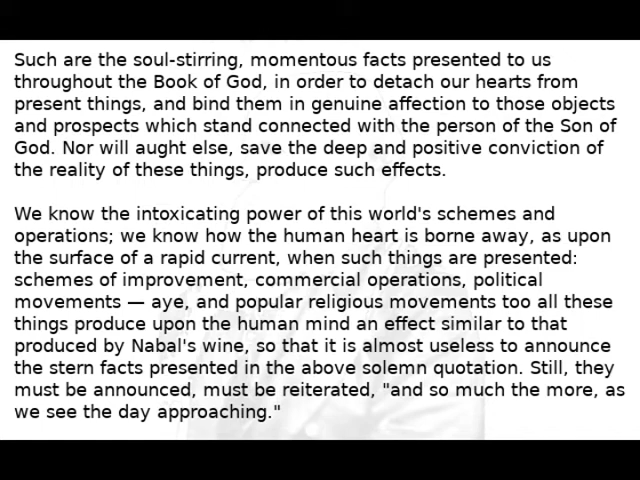 Such are the soul-stirring, momentous facts presented to us
throughout the Book of God, in order to detach our hearts from
present things, and bind them in genuine affection to those objects
and prospects which stand connected with the person of the Son of
God. Nor will aught else, save the deep and positive conviction of
the reality of these things, produce such effects.
We know the intoxicating power of this world's schemes and
operations; we know how the human heart is borne away, as upon
the surface of a rapid current, when such things are presented:
schemes of improvement, commercial operations, political
movements — aye, and popular religious movements too all these
things produce upon the human mind an effect similar to that
produced by Nabal's wine, so that it is almost useless to announce
the stern facts presented in the above solemn quotation. Still, they
must be announced, must be reiterated, "and so much the more, as
we see the day approaching."